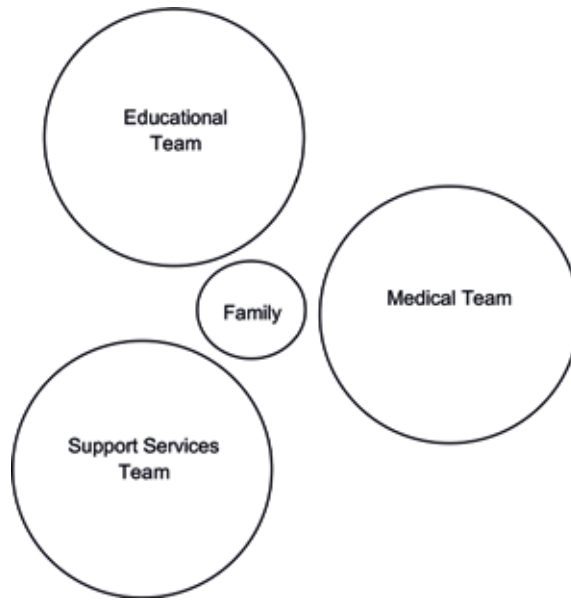 Educational
Team
Medical Team
Family
Support Services
Team